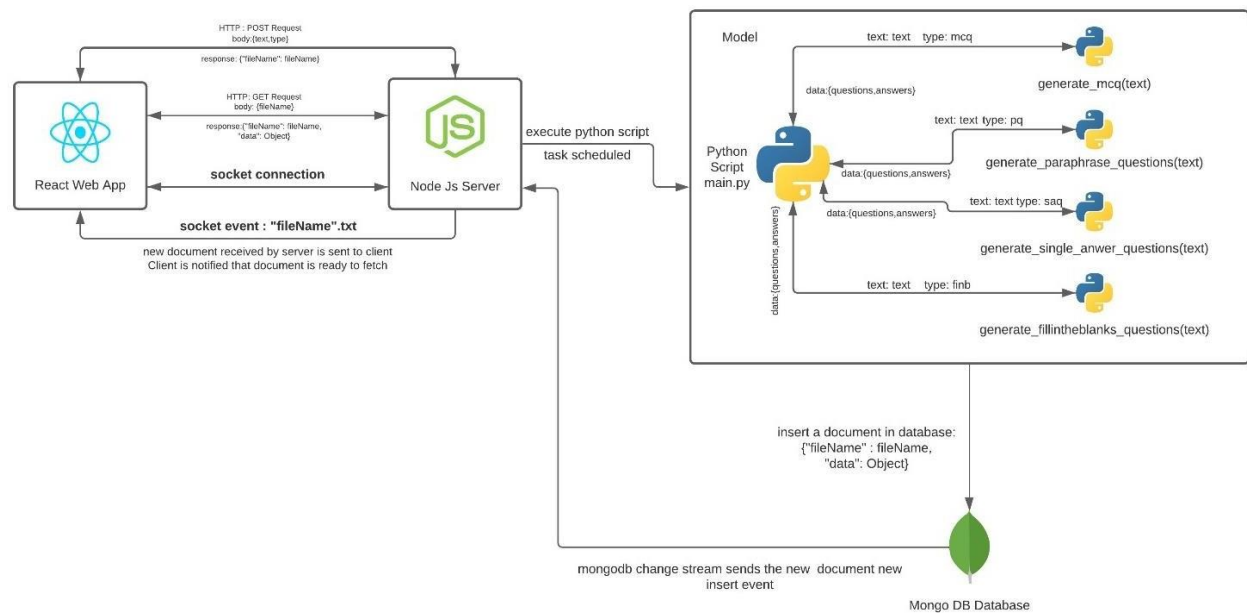 HTTP : POST Request
body:{text,type}
response: {"fileName": fileName}
HTTP: GET Request
body: {fileName}
response:{"fileName": fileName,
"data": Object}
React Web App
JS
Node Js Server
socket connection
socket event : "fileName".txt
new document received by server is sent to client
Client is notified that document is ready to fetch
execute python script
task scheduled
Model
text: text type: mcq
generate_mcq(text)
data:{questions,answers}
text: text type: pq
generate_paraphrase_questions(text)
Python
Script
main.py
data:{questions,answers}
text: text type: saq
data:{questions,answers}
generate_single_anwer_questions(text)
data:{questions,answers}
text: text type: finb
generate_fillintheblanks_questions(text)
insert a document in database:
{"fileName" : fileName,
"data": Object}
mongodb change stream sends the new document new
insert event
Mongo DB Database